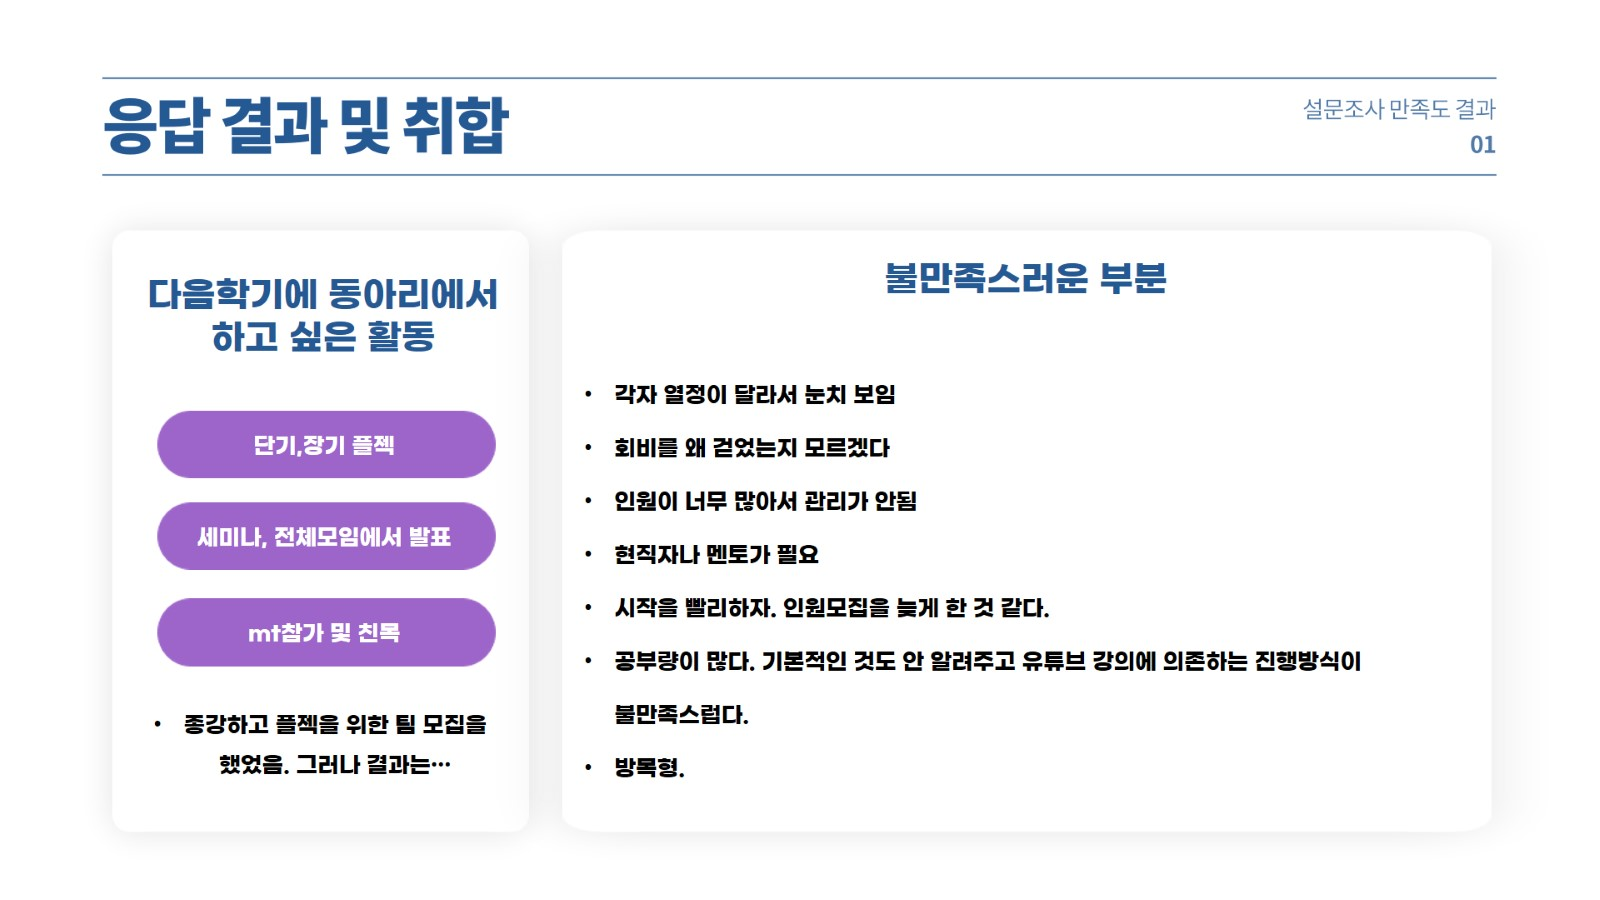 응답 결과 및 취합
설문조사 만족도 결과
01
다음학기에 동아리에서
하고 싶은 활동
단기,장기 플젝
세미나, 전체모임에서 발표
mt참가 및 친목
• 종강하고 플젝을 위한 팀 모집을
했었음. 그러나 결과는…
불만족스러운 부분
• 각자 열정이 달라서 눈치 보임
• 회비를 왜 걷었는지 모르겠다
• 인원이 너무 많아서 관리가 안됨
• 현직자나 멘토가 필요
• 시작을 빨리하자. 인원모집을 늦게 한 것 같다.
• 공부량이 많다. 기본적인 것도 안 알려주고 유튜브 강의에 의존하는 진행방식이
불만족스럽다.
• 방목형.